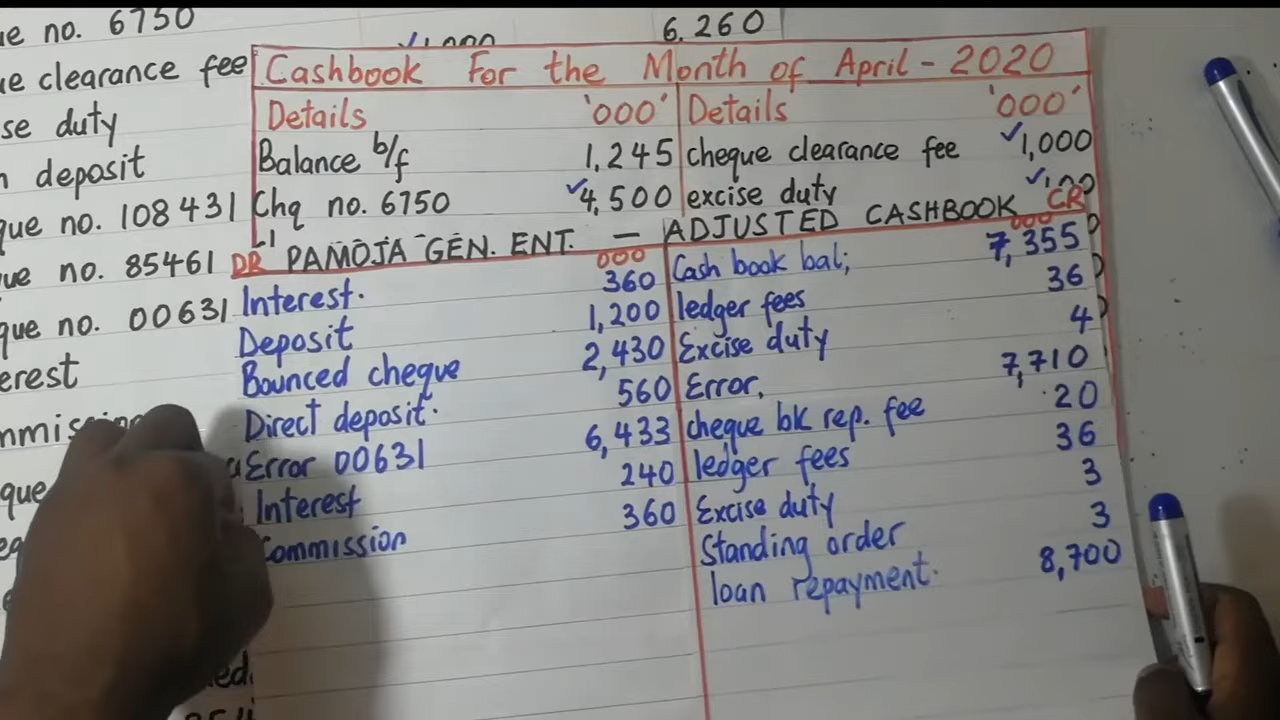 ue no. 6750
6,260
ue clearance fee
se duty
n deposit
que no. 108431
ue no. 85461
que no. 00631
erest
que
Cashbook For the Month of April - 2020
Details '000' Details '000'
Balance b/f 1,245 cheque clearance fee ✓1,000
Chq no. 6750 ✓4,500 excise duty
DR PAMOJA GEN. ENT. — ADJUSTED CASHBOOK CR
000 000
Interest. 360 Cash book bal; 7,355
Deposit 1,200 ledger fees 36
Bounced cheque 2,430 Excise duty 4
Direct deposit. 560 Error, 7,710
Error 00631 6,433 cheque bk rep. fee 20
Interest 240 ledger fees 36
Commission 360 Excise duty 3
Standing order 3
loan repayment. 8,700
ed.